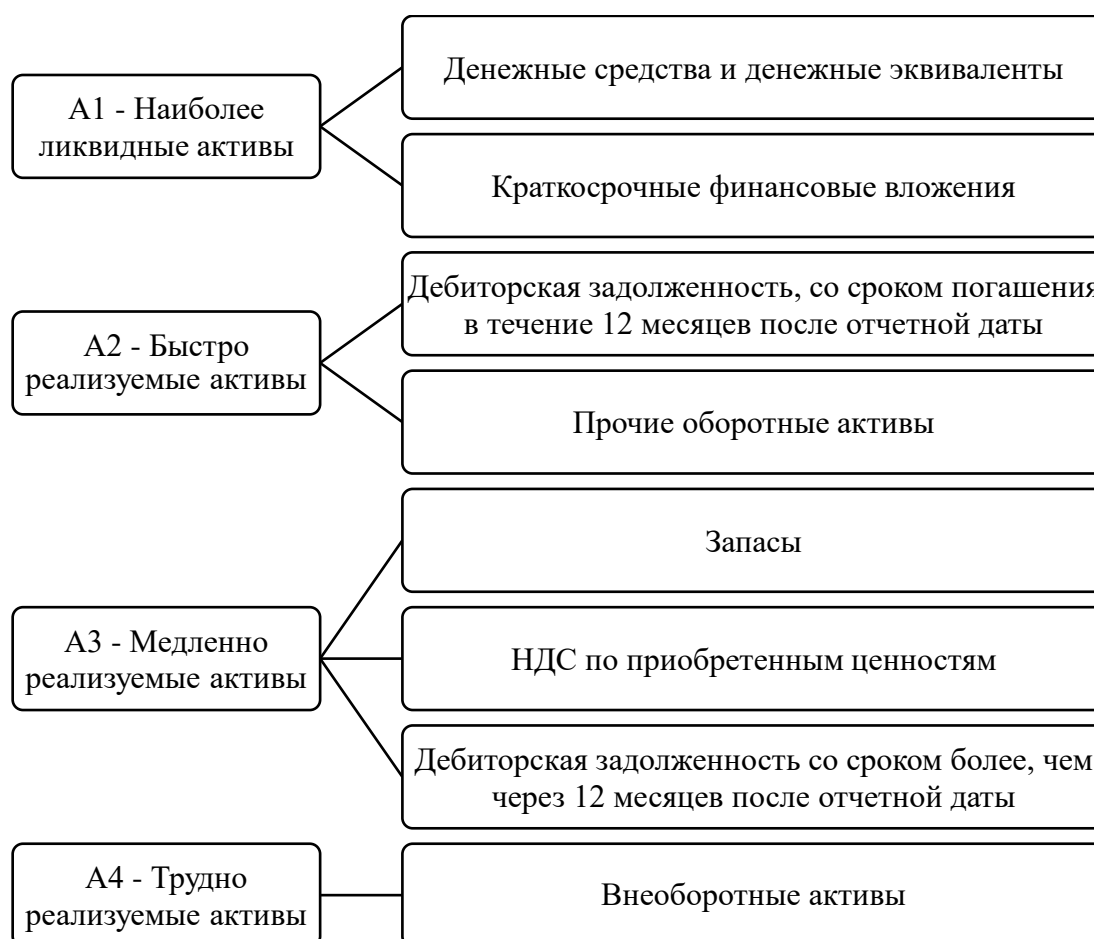 А1 - Наиболее
ликвидные активы
Денежные средства и денежные эквиваленты
Краткосрочные финансовые вложения
А2 - Быстро
реализуемые активы
Дебиторская задолженность, со сроком погашения
в течение 12 месяцев после отчетной даты
Прочие оборотные активы
А3 - Медленно
реализуемые активы
Запасы
НДС по приобретенным ценностям
Дебиторская задолженность со сроком более, чем
через 12 месяцев после отчетной даты
А4 - Трудно
реализуемые активы
Внеоборотные активы